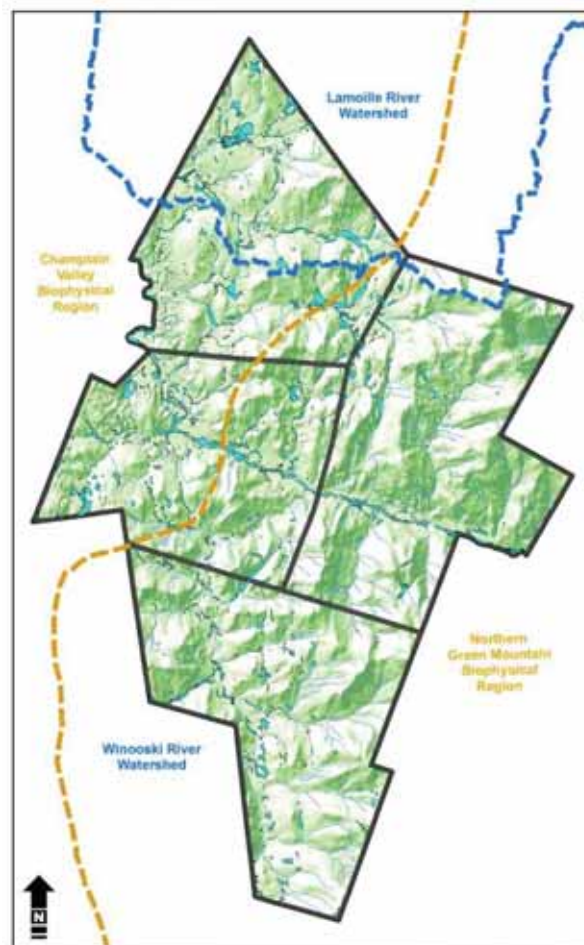 Lamoille River
Watershed
Champlain
Valley
Biophysical
Region
Northern
Green Mountain
Biophysical
Region
Winooski River
Watershed
N